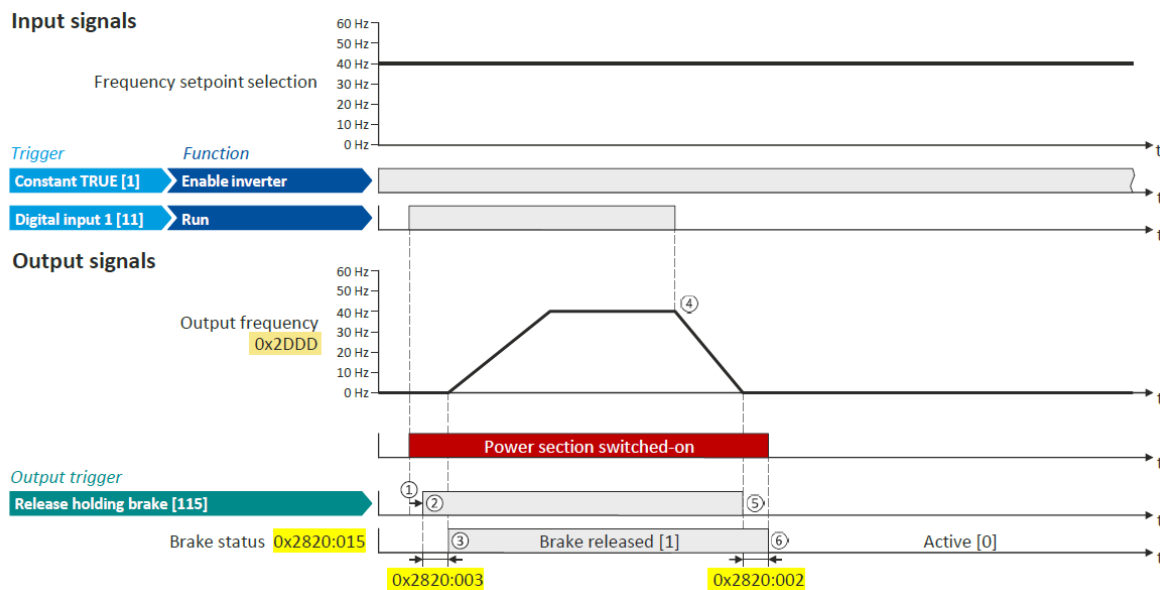 Input signals
60 Hz
50 Hz
40 Hz
30 Hz
20 Hz
10 Hz
0 Hz
Frequency setpoint selection
t
Trigger Function
Constant TRUE [1] Enable inverter
t
Digital input 1 [11] Run
t
Output signals
60 Hz
50 Hz
40 Hz
30 Hz
20 Hz
10 Hz
0 Hz
Output frequency
0x2DDD
④
t
Power section switched-on
t
Output trigger
①
Release holding brake [115] ② ⑤
t
Brake status 0x2820:015 ③ Brake released [1] ⑥ Active [0]
t
0x2820:003 0x2820:002